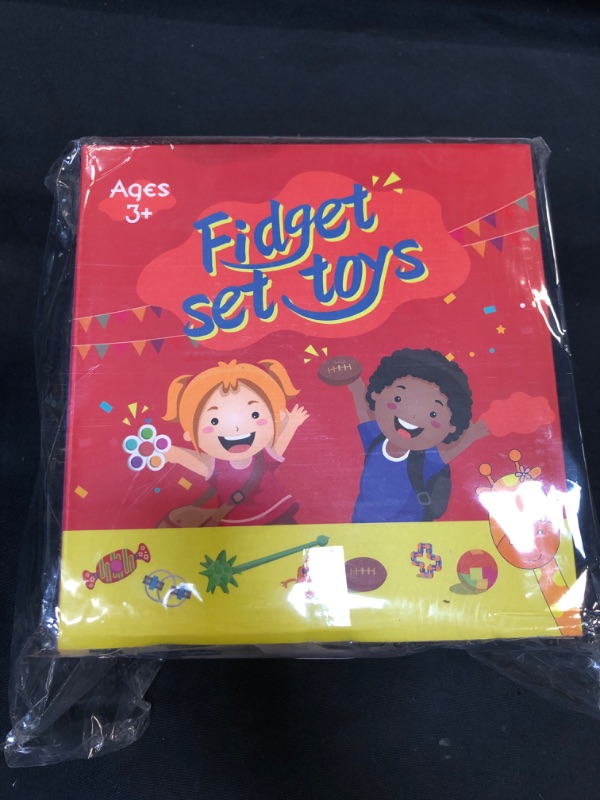 Ages
3+
Fidget
set toys